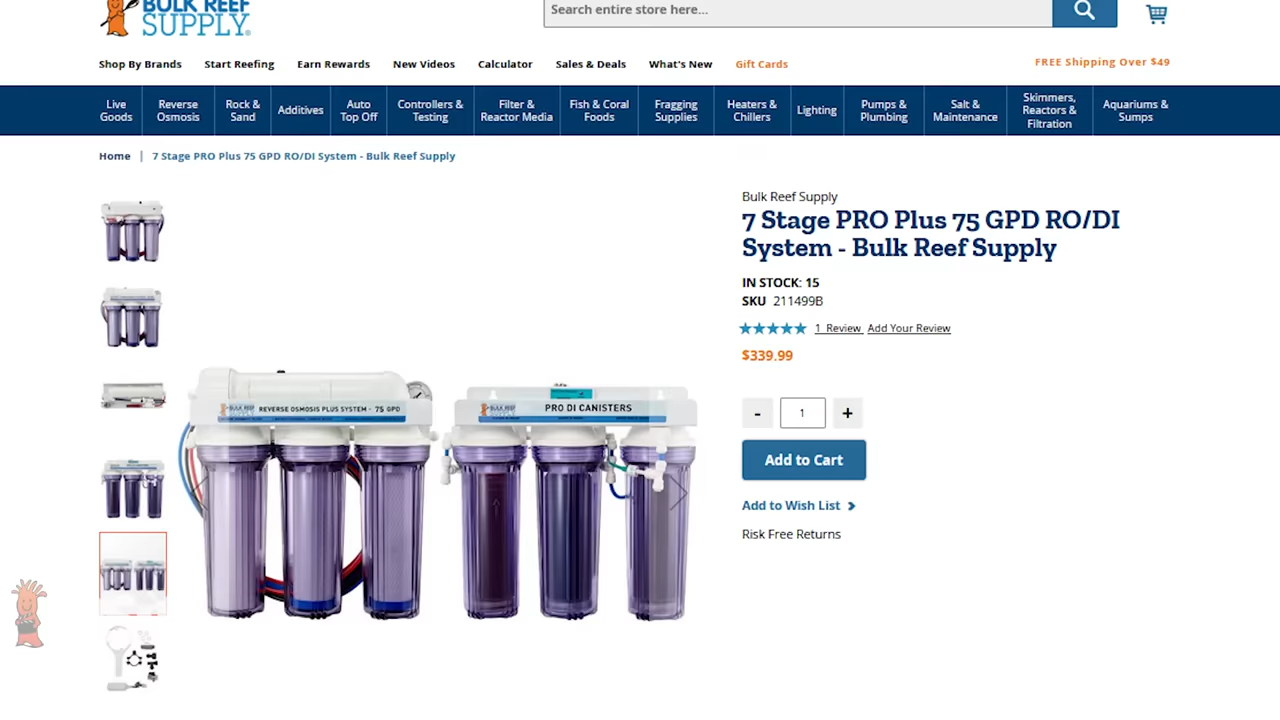 BULK REEF
SUPPLY®
Search entire store here...
Shop By Brands
Start Reefing
Earn Rewards
New Videos
Calculator
Sales & Deals
What's New
Gift Cards
FREE Shipping Over $49
Live
Goods
Reverse
Osmosis
Rock &
Sand
Additives
Auto
Top Off
Controllers &
Testing
Filter &
Reactor Media
Fish & Coral
Foods
Fragging
Supplies
Heaters &
Chillers
Lighting
Pumps &
Plumbing
Salt &
Maintenance
Skimmers,
Reactors &
Filtration
Aquariums &
Sumps
Home | 7 Stage PRO Plus 75 GPD RO/DI System - Bulk Reef Supply
BULK REEF
SUPPLY
REVERSE OSMOSIS PLUS SYSTEM - 75 GPD
BULK REEF
SUPPLY
PRO DI CANISTERS
Bulk Reef Supply
7 Stage PRO Plus 75 GPD RO/DI
System - Bulk Reef Supply
IN STOCK: 15
SKU 211499B
1 Review Add Your Review
$339.99
- 1 +
Add to Cart
Add to Wish List
Risk Free Returns